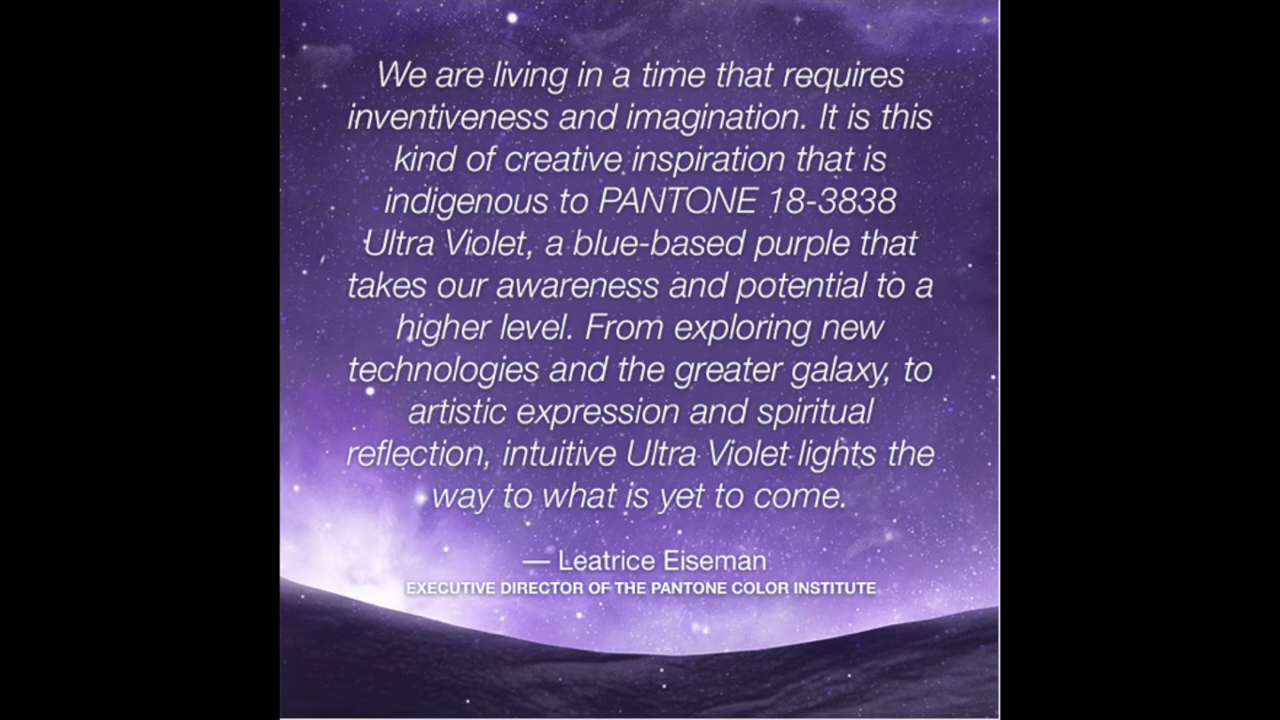 We are living in a time that requires
inventiveness and imagination. It is this
kind of creative inspiration that is
indigenous to PANTONE 18-3838
Ultra Violet, a blue-based purple that
takes our awareness and potential to a
higher level. From exploring new
technologies and the greater galaxy, to
artistic expression and spiritual
reflection, intuitive Ultra Violet lights the
way to what is yet to come.
— Leatrice Eiseman
EXECUTIVE DIRECTOR OF THE PANTONE COLOR INSTITUTE